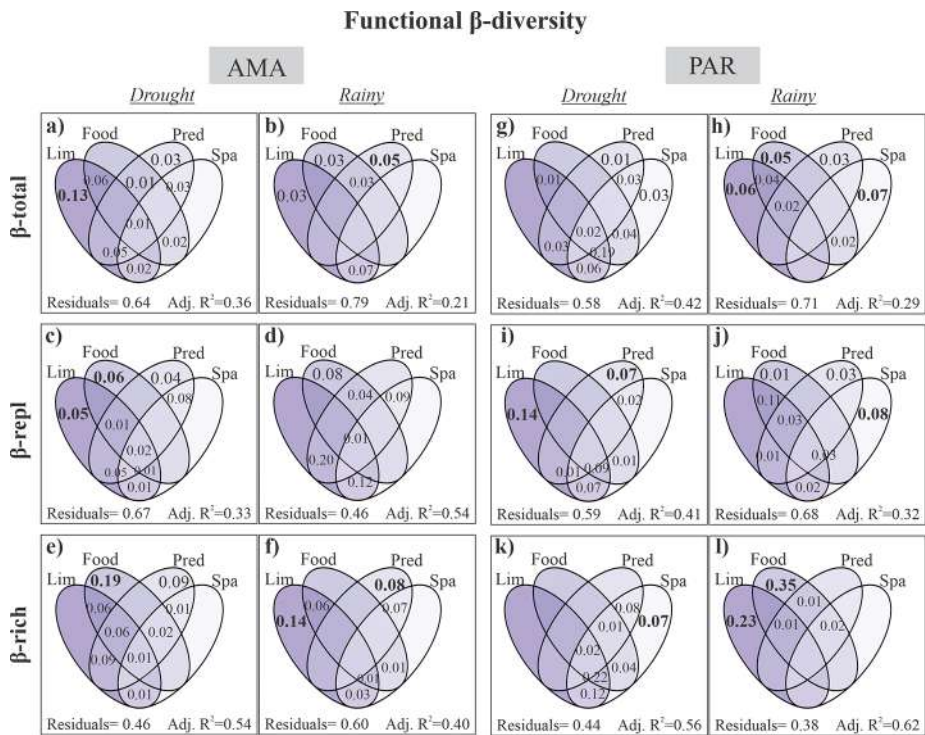 Functional β-diversity
AMA
PAR
Drought
Rainy
Drought
Rainy
β-total
a)
Food
Pred
Lim
Spa
0.03
0.06
0.01
0.03
0.13
0.01
0.02
0.05
0.02
Residuals= 0.64 Adj. R²=0.36
b)
Food
Pred
Lim
Spa
0.03
0.05
0.03
0.03
0.07
Residuals= 0.79 Adj. R²=0.21
g)
Food
Pred
Lim
Spa
0.01
0.01
0.03
0.03
0.02
0.04
0.03
0.19
0.06
Residuals= 0.58 Adj. R²=0.42
h)
Food
Pred
Lim
Spa
0.05
0.03
0.04
0.06
0.07
0.02
0.02
Residuals= 0.71 Adj. R²=0.29
β-repl
c)
Food
Pred
Lim
Spa
0.06
0.04
0.08
0.05
0.01
0.02
0.05
0.01
0.01
Residuals= 0.67 Adj. R²=0.33
d)
Food
Pred
Lim
Spa
0.08
0.04
0.09
0.01
0.20
0.12
Residuals= 0.46 Adj. R²=0.54
i)
Food
Pred
Lim
Spa
0.07
0.02
0.14
0.01
0.01
0.09
0.07
Residuals= 0.59 Adj. R²=0.41
j)
Food
Pred
Lim
Spa
0.01
0.03
0.11
0.08
0.03
0.01
0.03
0.02
Residuals= 0.68 Adj. R²=0.32
β-rich
e)
Food
Pred
Lim
Spa
0.19
0.09
0.06
0.01
0.06
0.02
0.09
0.01
0.01
Residuals= 0.46 Adj. R²=0.54
f)
Food
Pred
Lim
Spa
0.08
0.06
0.07
0.14
0.01
0.01
0.03
Residuals= 0.60 Adj. R²=0.40
k)
Food
Pred
Lim
Spa
0.08
0.01
0.07
0.02
0.04
0.22
0.12
Residuals= 0.44 Adj. R²=0.56
l)
Food
Pred
Lim
Spa
0.35
0.01
0.23
0.01
0.02
Residuals= 0.38 Adj. R²=0.62